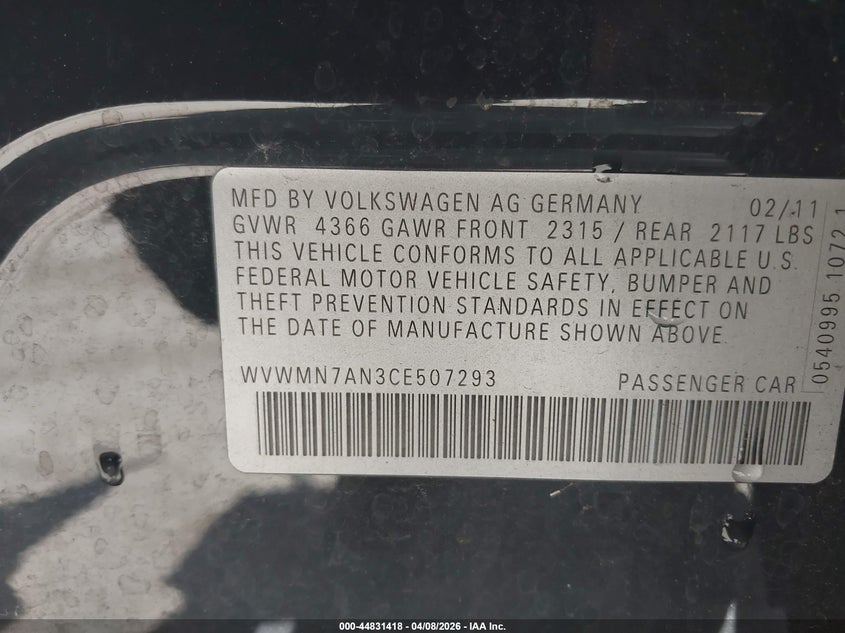 MFD BY VOLKSWAGEN AG GERMANY 02/11
GVWR 4366 GAWR FRONT 2315 / REAR 2117 LBS
THIS VEHICLE CONFORMS TO ALL APPLICABLE U.S.
FEDERAL MOTOR VEHICLE SAFETY, BUMPER AND
THEFT PREVENTION STANDARDS IN EFFECT ON
THE DATE OF MANUFACTURE SHOWN ABOVE.
WVWMN7AN3CE507293 PASSENGER CAR
0540995 1072 1
000-44831418 - 04/08/2026 - IAA Inc.